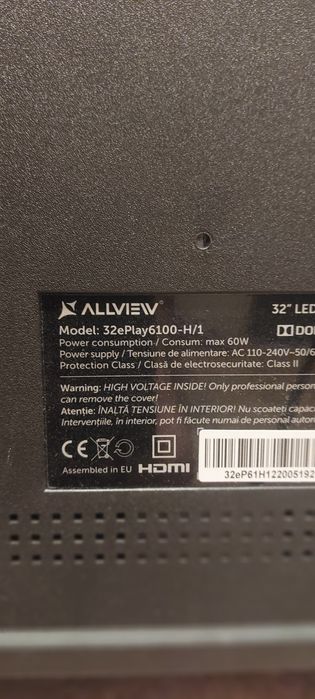 ALLVIEW 32" LED
Model: 32ePlay6100-H/1
Power consumption / Consum: max 60W
Power supply / Tensiune de alimentare: AC 110-240V~50/6
Protection Class / Clasă de electrosecuritate: Class II
Warning: HIGH VOLTAGE INSIDE! Only professional person
can remove the cover!
Atenție: ÎNALTĂ TENSIUNE ÎN INTERIOR! Nu scoateți capac
Intervențiile, în interior, pot fi făcute numai de personal autori
CE
Assembled in EU HDMI
32eP61H122005192